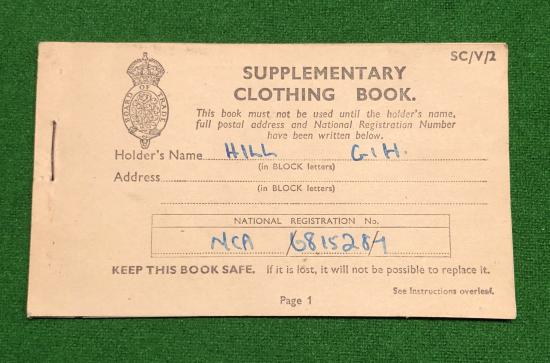 SC/V/2
BOARD OF TRADE
SUPPLEMENTARY
CLOTHING BOOK.
This book must not be used until the holder's name,
full postal address and National Registration Number
have been written below.
Holder's Name HILL G.H.
(in BLOCK letters)
Address
(in BLOCK letters)
NATIONAL REGISTRATION No.
NCA /681528/4
KEEP THIS BOOK SAFE. If it is lost, it will not be possible to replace it.
See Instructions overleaf.
Page 1